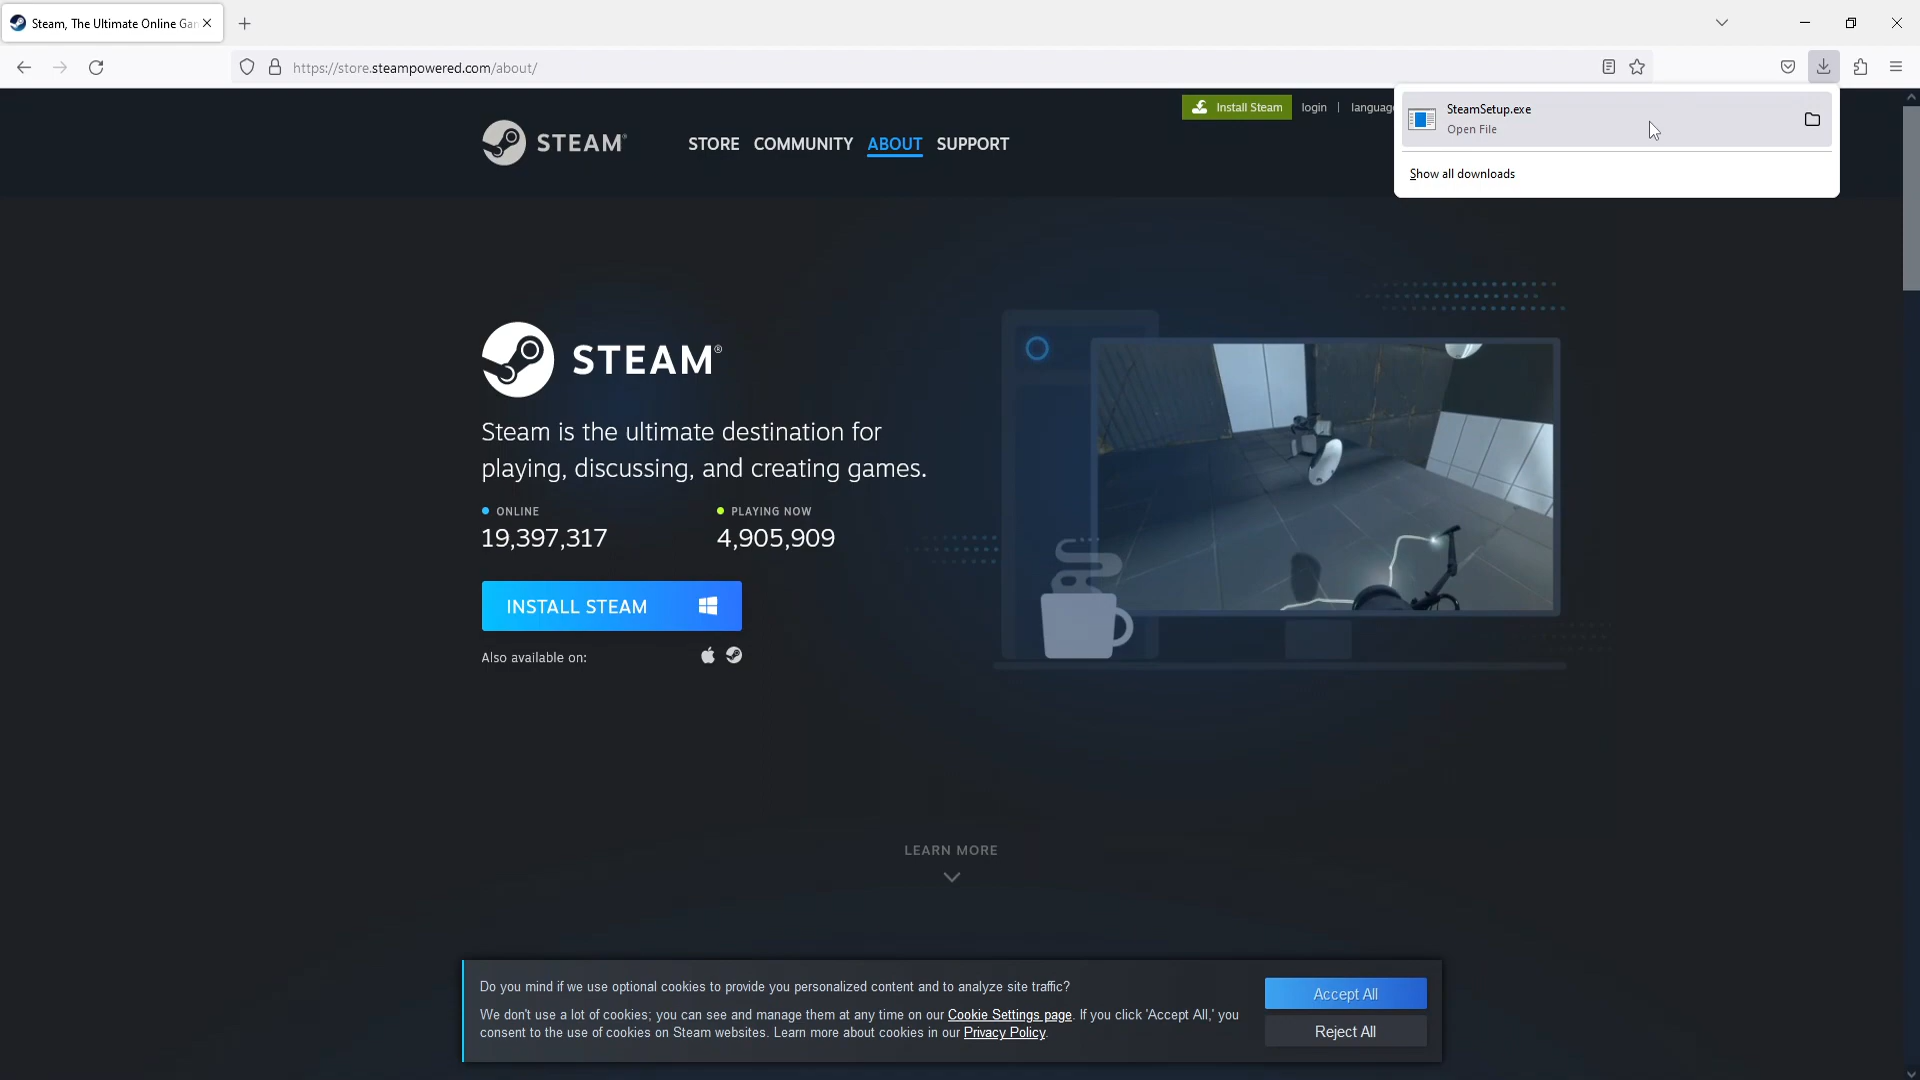 Steam, The Ultimate Online Gar
https://store.steampowered.com/about/
Install Steam login | languag
SteamSetup.exe
Open File
Show all downloads
STEAM® STORE COMMUNITY ABOUT SUPPORT
STEAM®
Steam is the ultimate destination for
playing, discussing, and creating games.
ONLINE PLAYING NOW
19,397,317 4,905,909
INSTALL STEAM
Also available on:
LEARN MORE
Do you mind if we use optional cookies to provide you personalized content and to analyze site traffic?
We don't use a lot of cookies; you can see and manage them at any time on our Cookie Settings page. If you click 'Accept All,' you
consent to the use of cookies on Steam websites. Learn more about cookies in our Privacy Policy.
Accept All
Reject All